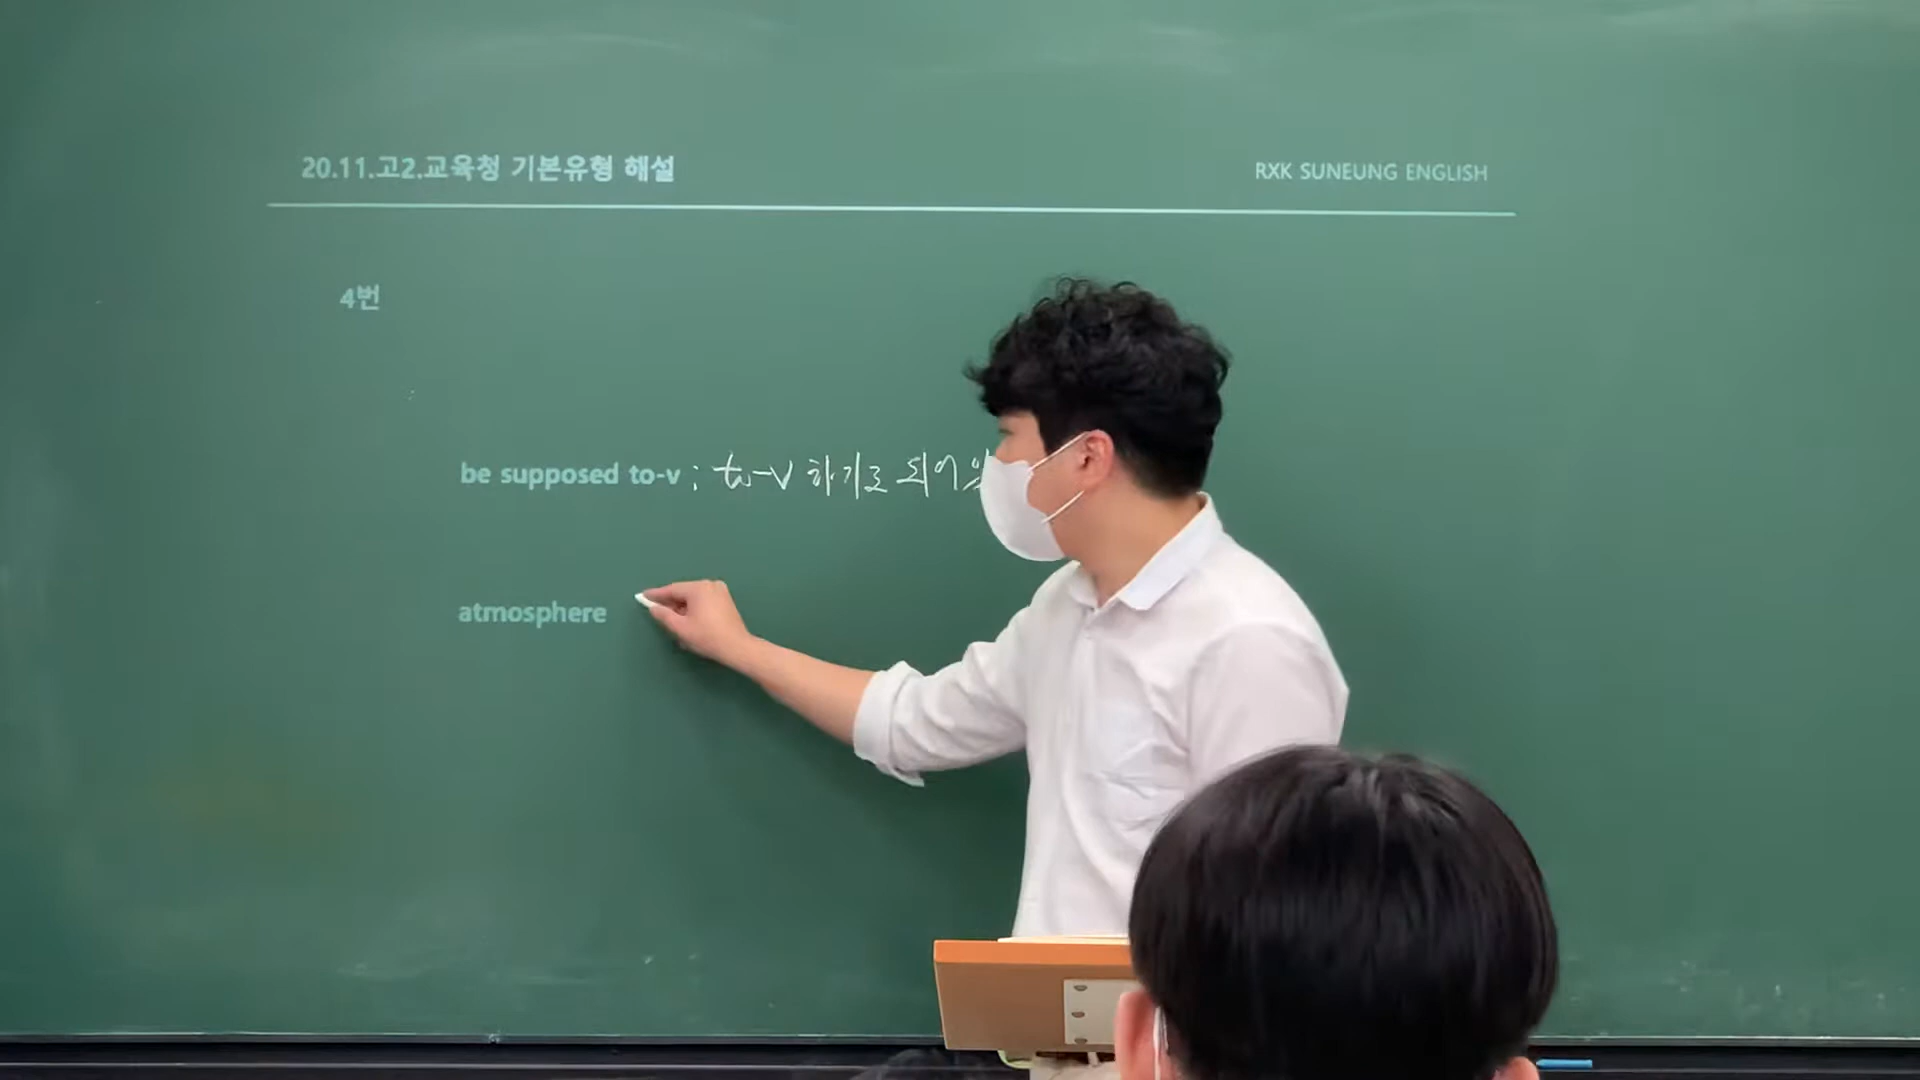 20.11.고2.교육청 기본유형 해설
RXK SUNEUNG ENGLISH
4번
be supposed to-v ; to-v 하기로 되어
atmosphere